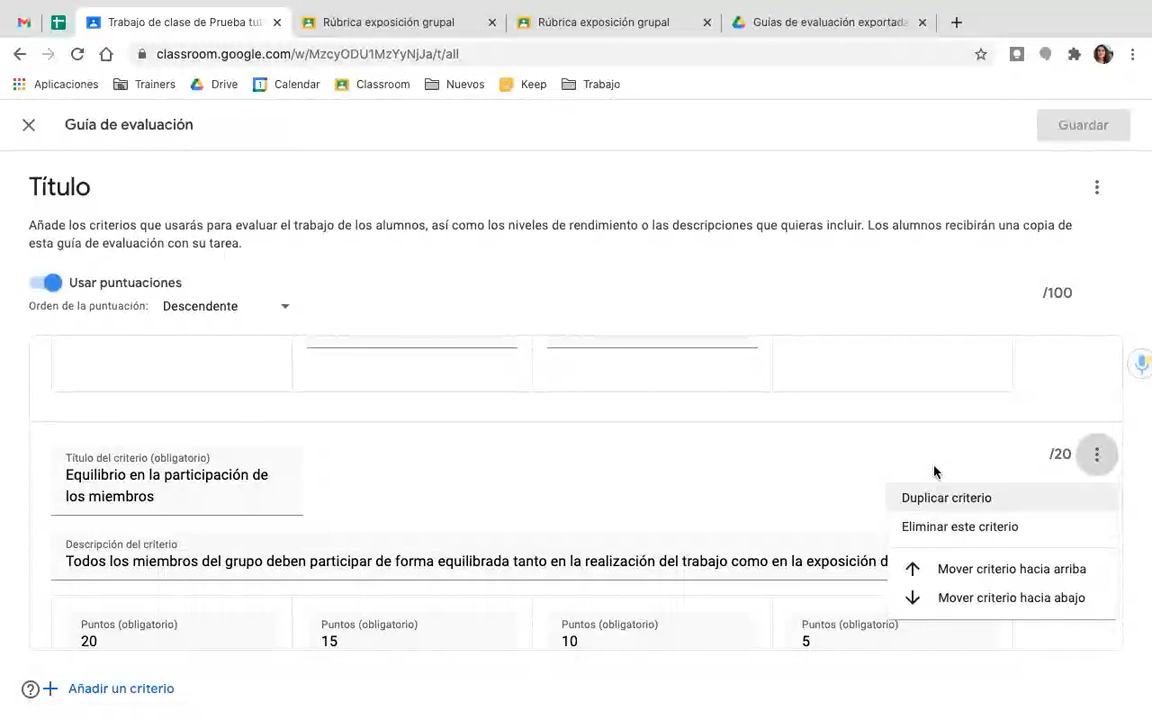 Trabajo de clase de Prueba tu
Rúbrica exposición grupal
Rúbrica exposición grupal
Guías de evaluación exportada
classroom.google.com/w/MzcyODU1MzYyNjJa/t/all
Aplicaciones
Trainers
Drive
Calendar
Classroom
Nuevos
Keep
Trabajo
Guía de evaluación
Guardar
Título
Añade los criterios que usarás para evaluar el trabajo de los alumnos, así como los niveles de rendimiento o las descripciones que quieras incluir. Los alumnos recibirán una copia de
esta guía de evaluación con su tarea.
Usar puntuaciones
/100
Orden de la puntuación: Descendente
Título del criterio (obligatorio)
Equilibrio en la participación de
los miembros
/20
Duplicar criterio
Eliminar este criterio
Mover criterio hacia arriba
Mover criterio hacia abajo
Descripción del criterio
Todos los miembros del grupo deben participar de forma equilibrada tanto en la realización del trabajo como en la exposición d
Puntos (obligatorio)
20
Puntos (obligatorio)
15
Puntos (obligatorio)
10
Puntos (obligatorio)
5
Añadir un criterio